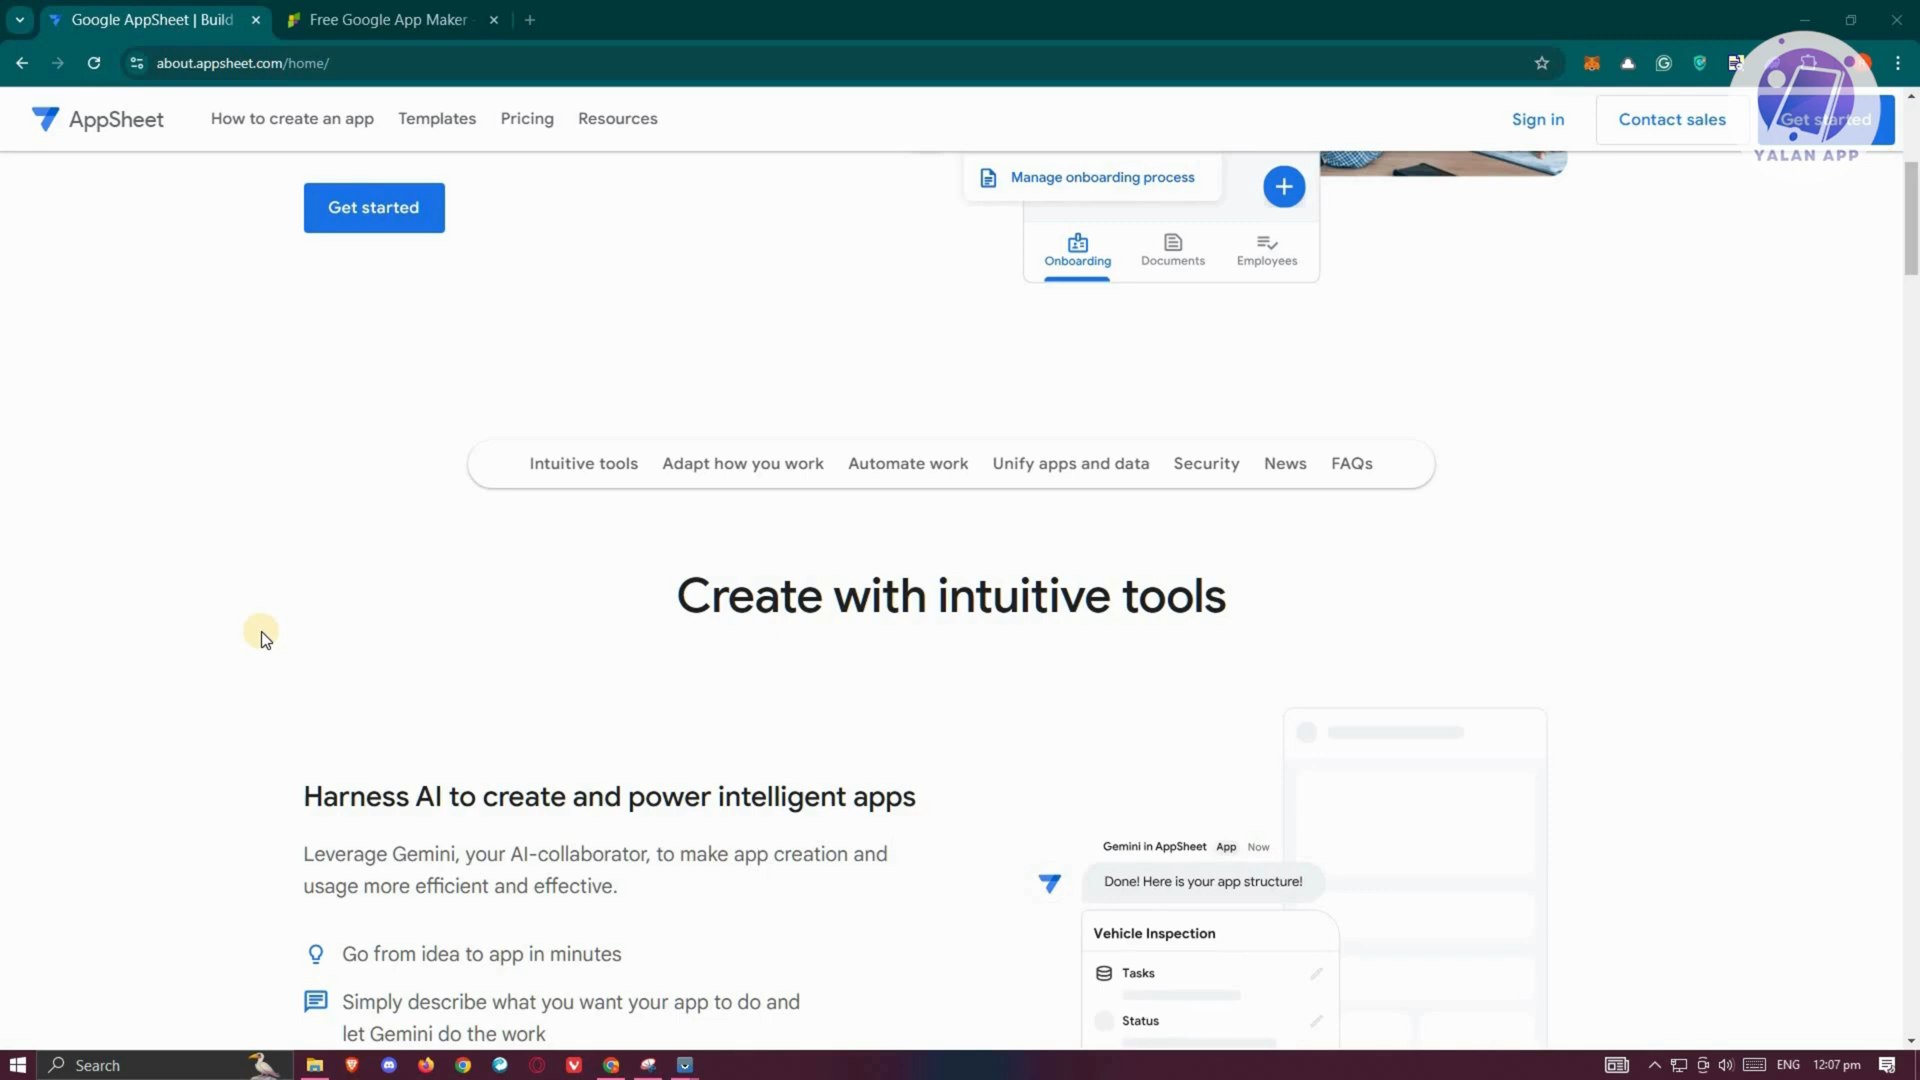 Google AppSheet | Build
Free Google App Maker
about.appsheet.com/home/
AppSheet
How to create an app
Templates
Pricing
Resources
Sign in
Contact sales
Get started
YALAN APP
Get started
Manage onboarding process
Onboarding
Documents
Employees
Intuitive tools
Adapt how you work
Automate work
Unify apps and data
Security
News
FAQs
Create with intuitive tools
Harness AI to create and power intelligent apps
Leverage Gemini, your AI-collaborator, to make app creation and
usage more efficient and effective.
Go from idea to app in minutes
Simply describe what you want your app to do and
let Gemini do the work
Gemini in AppSheet App Now
Done! Here is your app structure!
Vehicle Inspection
Tasks
Status
Search
ENG
12:07 pm